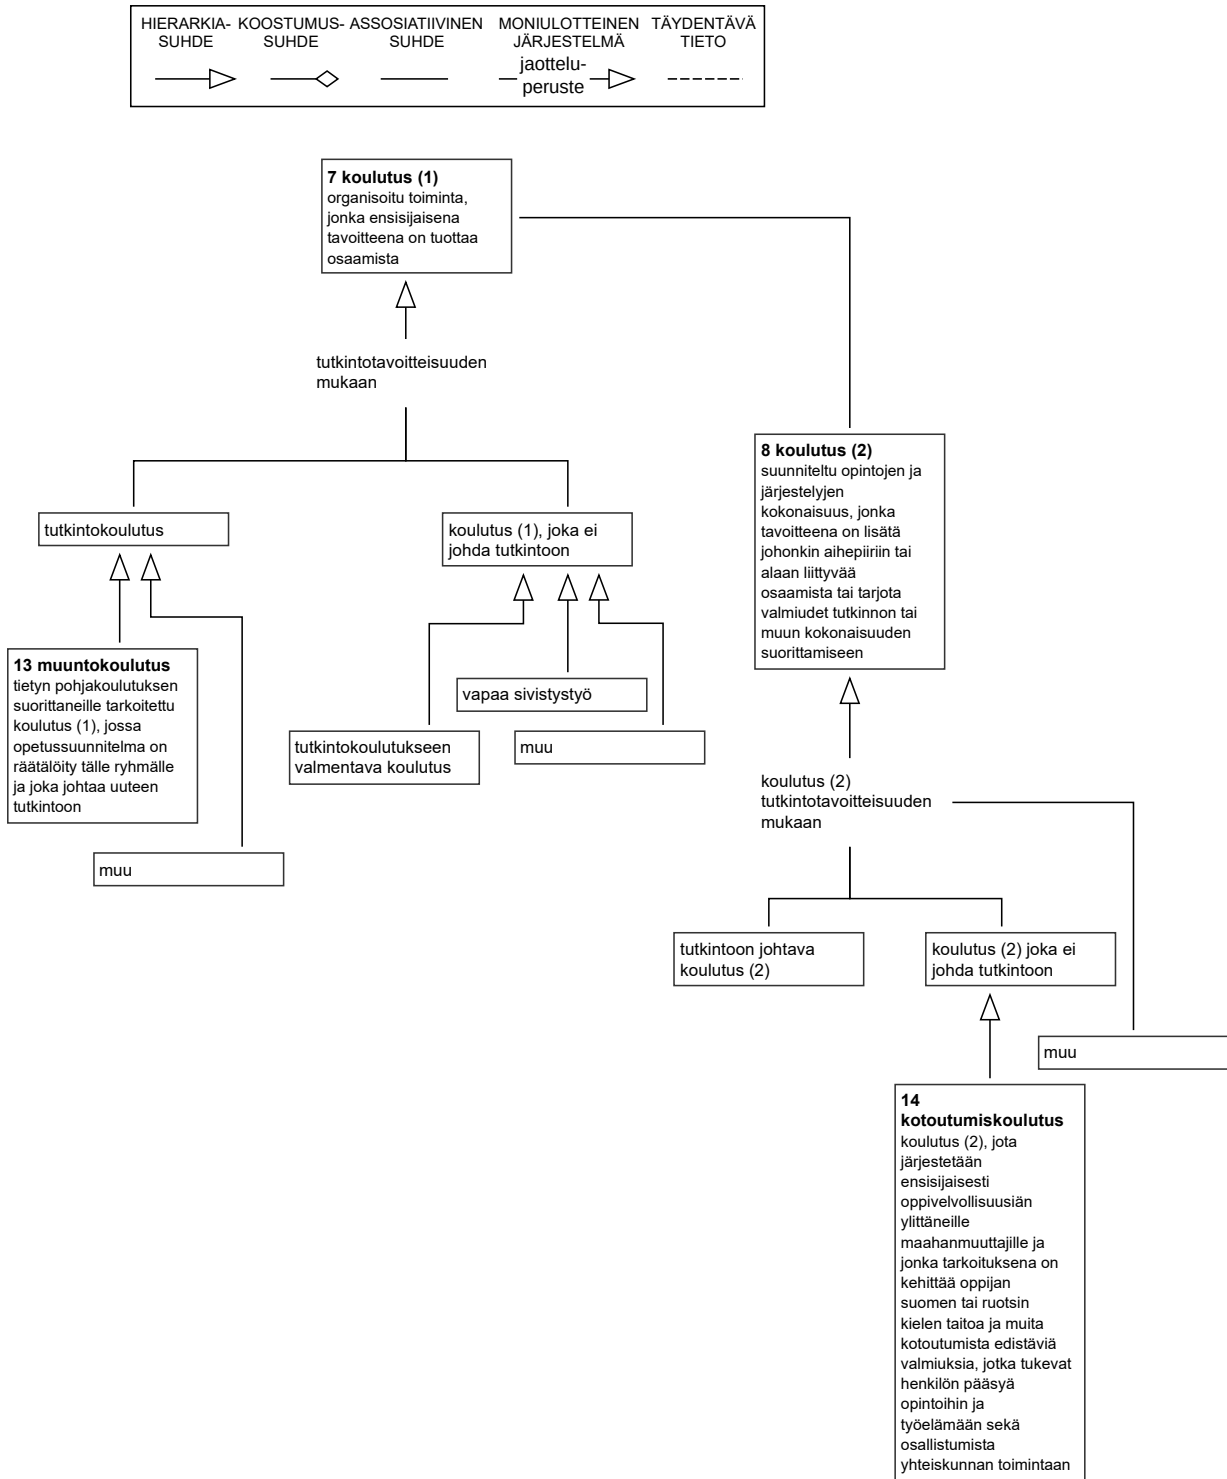 HIERARKIA-
SUHDE
KOOSTUMUS-
SUHDE
ASSOSIATIIVINEN
SUHDE
MONIULOTTEINEN
JÄRJESTELMÄ
jaottelu-
peruste
TÄYDENTÄVÄ
TIETO
7 koulutus (1)
organisoitu toiminta,
jonka ensisijaisena
tavoitteena on tuottaa
osaamista
tutkintotavoitteisuuden
mukaan
tutkintokoulutus
koulutus (1), joka ei
johda tutkintoon
13 muuntokoulutus
tietyn pohjakoulutuksen
suorittaneille tarkoitettu
koulutus (1), jossa
opetussuunnitelma on
räätälöity tälle ryhmälle
ja joka johtaa uuteen
tutkintoon
muu
tutkintokoulutukseen
valmentava koulutus
vapaa sivistystyö
muu
8 koulutus (2)
suunniteltu opintojen ja
järjestelyjen
kokonaisuus, jonka
tavoitteena on lisätä
johonkin aihepiiriin tai
alaan liittyvää
osaamista tai tarjota
valmiudet tutkinnon tai
muun kokonaisuuden
suorittamiseen
koulutus (2)
tutkintotavoitteisuuden
mukaan
tutkintoon johtava
koulutus (2)
koulutus (2) joka ei
johda tutkintoon
muu
14
kotoutumiskoulutus
koulutus (2), jota
järjestetään
ensisijaisesti
oppivelvollisuusiän
ylittäneille
maahanmuuttajille ja
jonka tarkoituksena on
kehittää oppijan
suomen tai ruotsin
kielen taitoa ja muita
kotoutumista edistäviä
valmiuksia, jotka tukevat
henkilön pääsyä
opintoihin ja
työelämään sekä
osallistumista
yhteiskunnan toimintaan